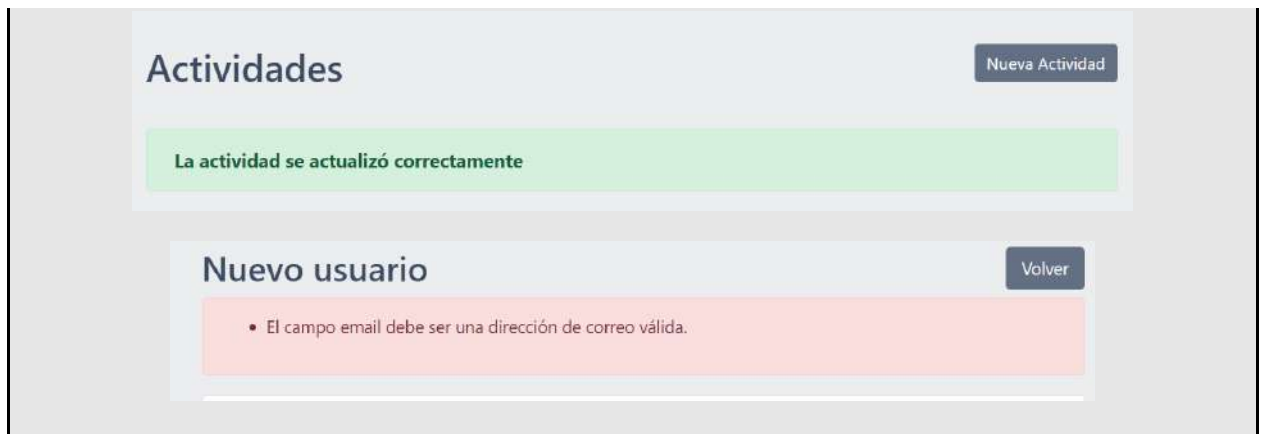 Actividades
Nueva Actividad
La actividad se actualizó correctamente
Nuevo usuario
Volver
• El campo email debe ser una dirección de correo válida.